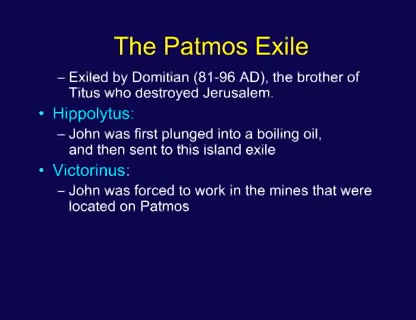 The Patmos Exile
– Exiled by Domitian (81-96 AD), the brother of
Titus who destroyed Jerusalem.
• Hippolytus:
– John was first plunged into a boiling oil,
and then sent to this island exile
• Victorinus:
– John was forced to work in the mines that were
located on Patmos